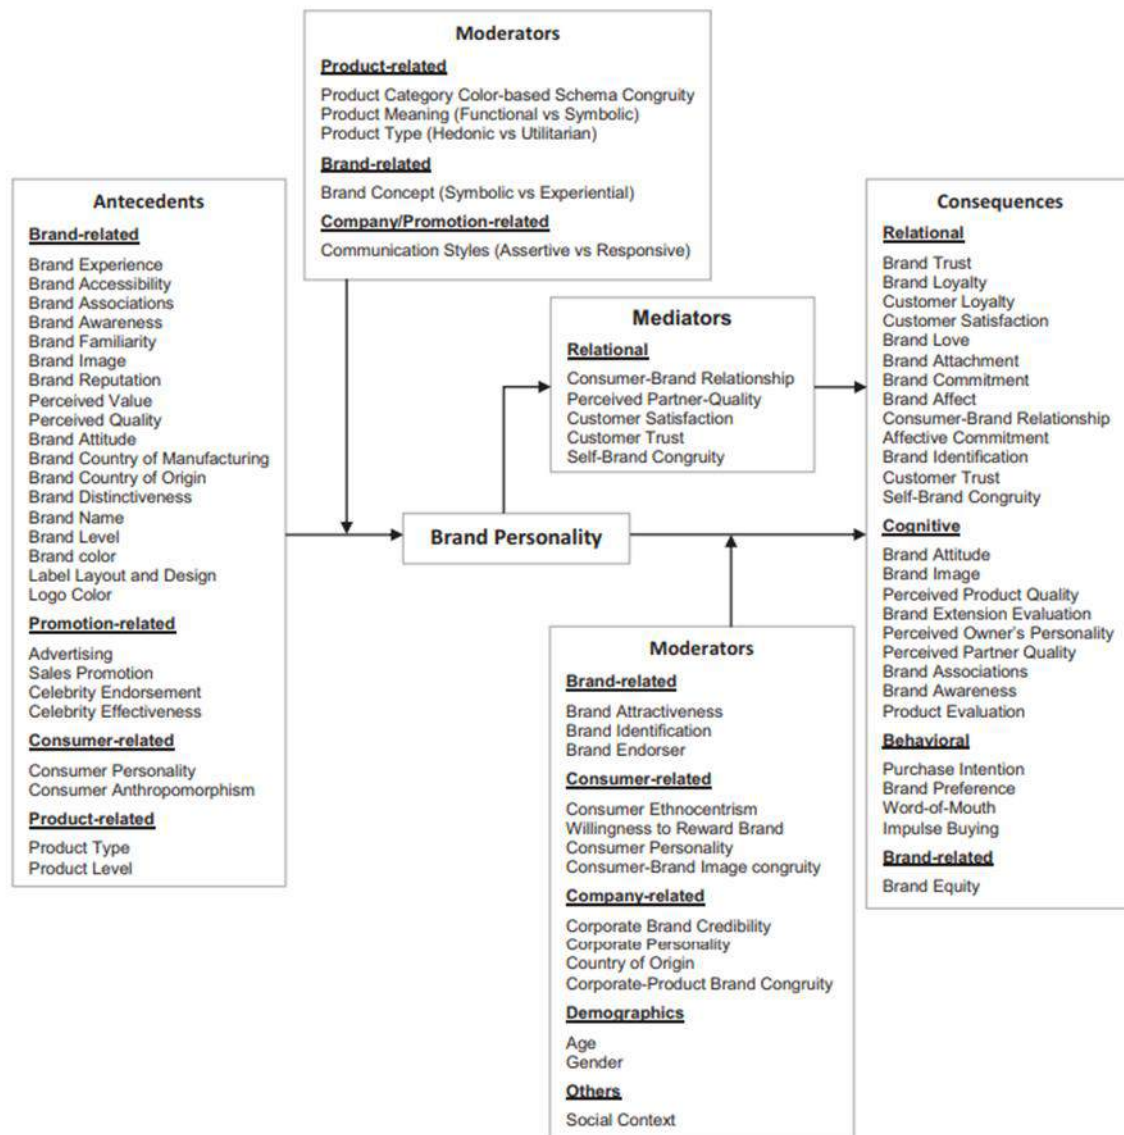 Moderators
Product-related
Product Category Color-based Schema Congruity
Product Meaning (Functional vs Symbolic)
Product Type (Hedonic vs Utilitarian)
Brand-related
Brand Concept (Symbolic vs Experiential)
Company/Promotion-related
Communication Styles (Assertive vs Responsive)
Antecedents
Brand-related
Brand Experience
Brand Accessibility
Brand Associations
Brand Awareness
Brand Familiarity
Brand Image
Brand Reputation
Perceived Value
Perceived Quality
Brand Attitude
Brand Country of Manufacturing
Brand Country of Origin
Brand Distinctiveness
Brand Name
Brand Level
Brand color
Label Layout and Design
Logo Color
Promotion-related
Advertising
Sales Promotion
Celebrity Endorsement
Celebrity Effectiveness
Consumer-related
Consumer Personality
Consumer Anthropomorphism
Product-related
Product Type
Product Level
Mediators
Relational
Consumer-Brand Relationship
Perceived Partner-Quality
Customer Satisfaction
Customer Trust
Self-Brand Congruity
Brand Personality
Moderators
Brand-related
Brand Attractiveness
Brand Identification
Brand Endorser
Consumer-related
Consumer Ethnocentrism
Willingness to Reward Brand
Consumer Personality
Consumer-Brand Image congruity
Company-related
Corporate Brand Credibility
Corporate Personality
Country of Origin
Corporate-Product Brand Congruity
Demographics
Age
Gender
Others
Social Context
Consequences
Relational
Brand Trust
Brand Loyalty
Customer Loyalty
Customer Satisfaction
Brand Love
Brand Attachment
Brand Commitment
Brand Affect
Consumer-Brand Relationship
Affective Commitment
Brand Identification
Customer Trust
Self-Brand Congruity
Cognitive
Brand Attitude
Brand Image
Perceived Product Quality
Brand Extension Evaluation
Perceived Owner's Personality
Perceived Partner Quality
Brand Associations
Brand Awareness
Product Evaluation
Behavioral
Purchase Intention
Brand Preference
Word-of-Mouth
Impulse Buying
Brand-related
Brand Equity